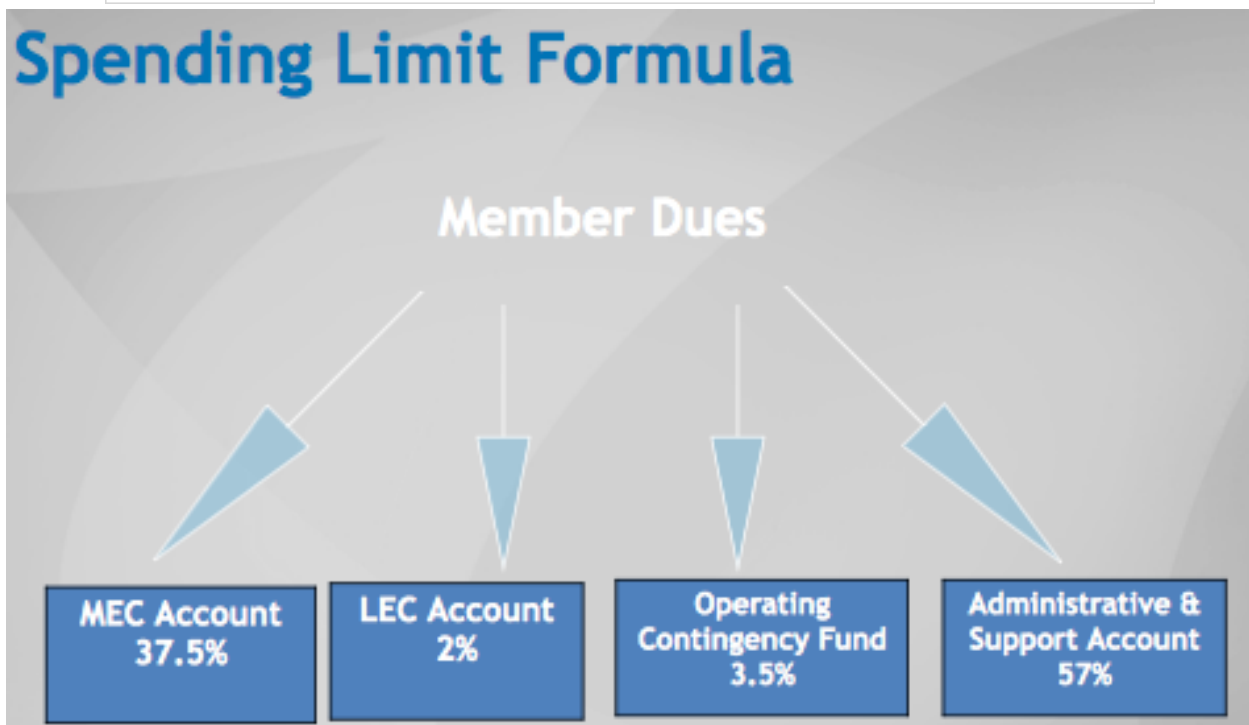 Spending Limit Formula
Member Dues
MEC Account
37.5%
LEC Account
2%
Operating
Contingency Fund
3.5%
Administrative &
Support Account
57%